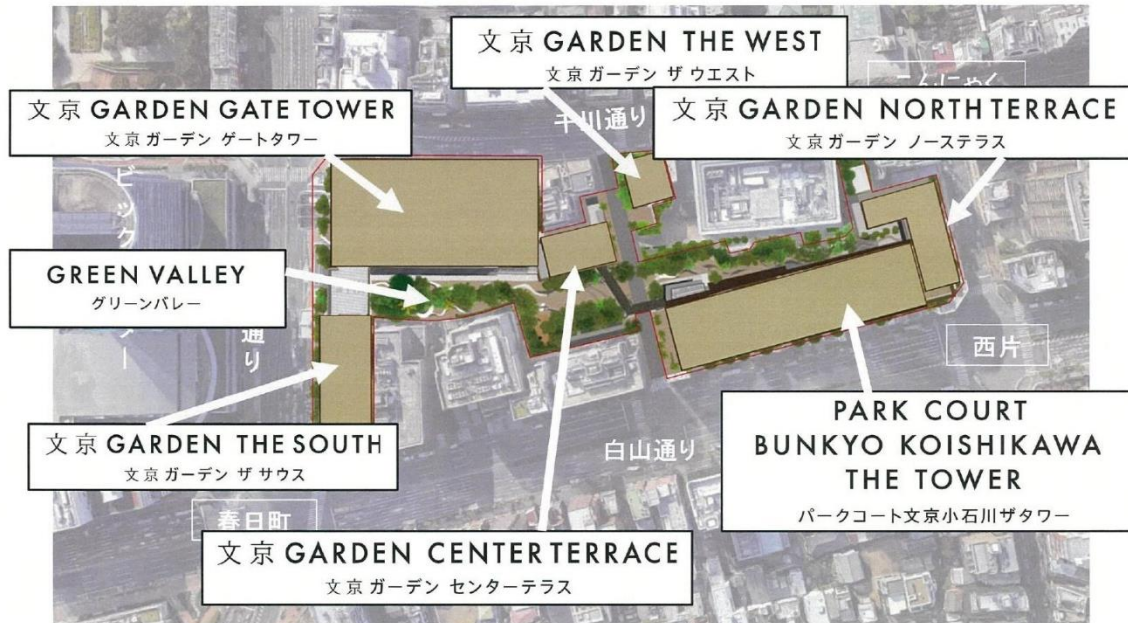 文京 GARDEN THE WEST
文京ガーデン ザ ウエスト
文京 GARDEN GATE TOWER
文京ガーデン ゲートタワー
千川通り
文京 GARDEN NORTH TERRACE
文京ガーデン ノーステラス
GREEN VALLEY
グリーンバレー
通り
西片
文京 GARDEN THE SOUTH
文京ガーデン ザ サウス
白山通り
PARK COURT
BUNKYO KOISHIKAWA
THE TOWER
パークコート文京小石川ザタワー
春日町
文京 GARDEN CENTER TERRACE
文京ガーデン センターテラス